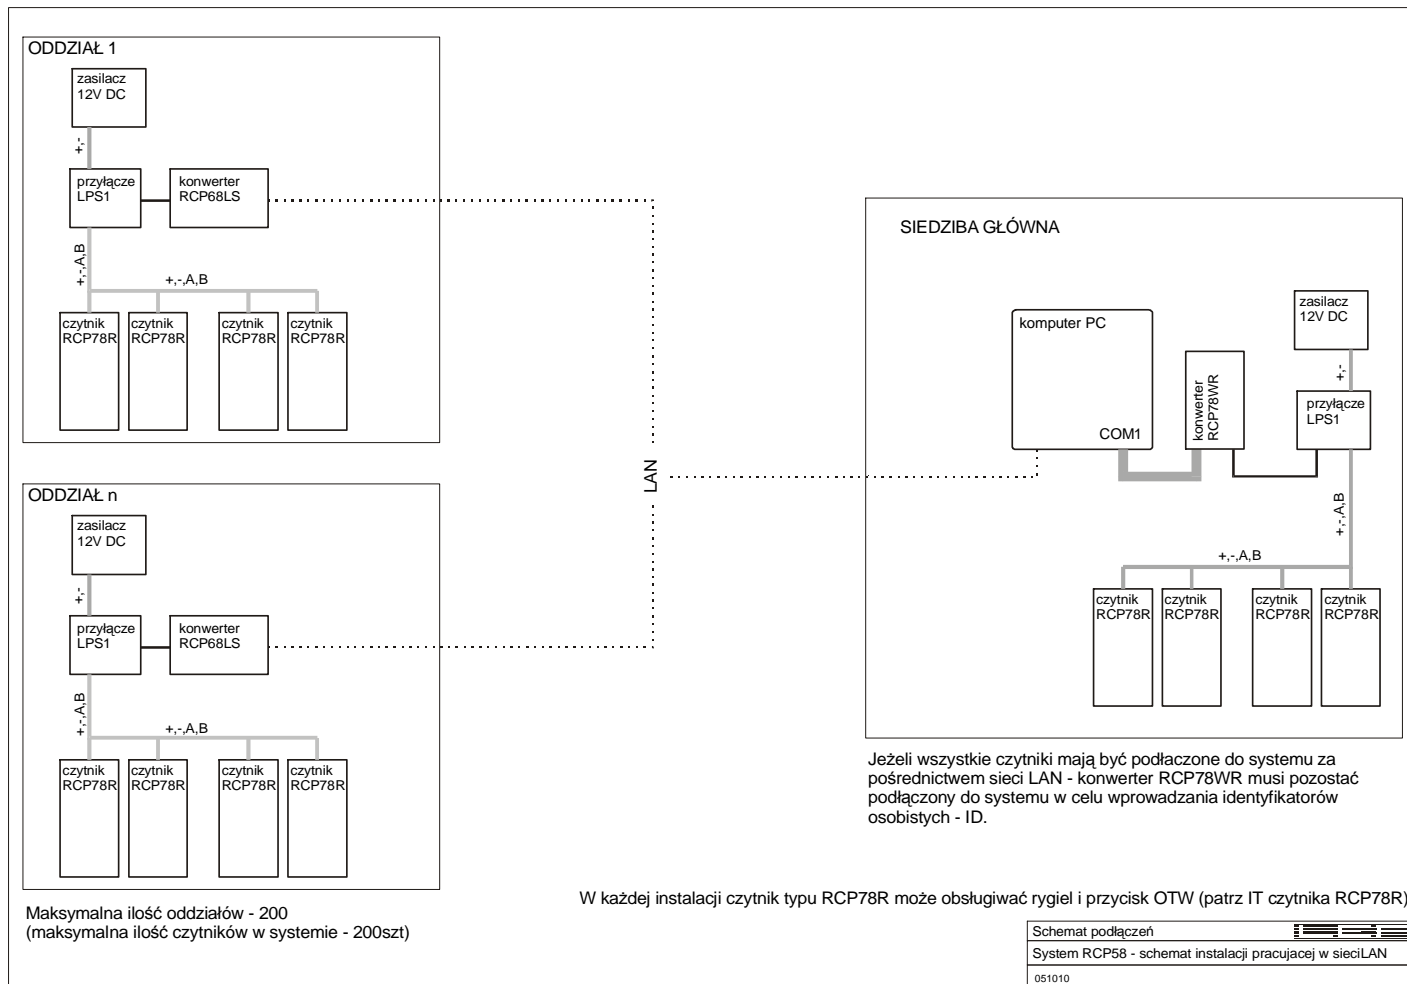 ODDZIAŁ 1
zasilacz
12V DC
+,-
przyłącze
LPS1
konwerter
RCP68LS
+,-,A,B
+,-,A,B
czytnik
RCP78R
czytnik
RCP78R
czytnik
RCP78R
czytnik
RCP78R
ODDZIAŁ n
zasilacz
12V DC
+,-
przyłącze
LPS1
konwerter
RCP68LS
+,-,A,B
+,-,A,B
czytnik
RCP78R
czytnik
RCP78R
czytnik
RCP78R
czytnik
RCP78R
Maksymalna ilość oddziałów - 200
(maksymalna ilość czytników w systemie - 200szt)
LAN
SIEDZIBA GŁÓWNA
komputer PC
COM1
konwerter
RCP78WR
zasilacz
12V DC
+,-
przyłącze
LPS1
+,-,A,B
+,-,A,B
czytnik
RCP78R
czytnik
RCP78R
czytnik
RCP78R
czytnik
RCP78R
Jeżeli wszystkie czytniki mają być podłaczone do systemu za
pośrednictwem sieci LAN - konwerter RCP78WR musi pozostać
podłączony do systemu w celu wprowadzania identyfikatorów
osobistych - ID.
W każdej instalacji czytnik typu RCP78R może obsługiwać rygiel i przycisk OTW (patrz IT czytnika RCP78R)
Schemat podłączeń
System RCP58 - schemat instalacji pracujacej w sieciLAN
051010